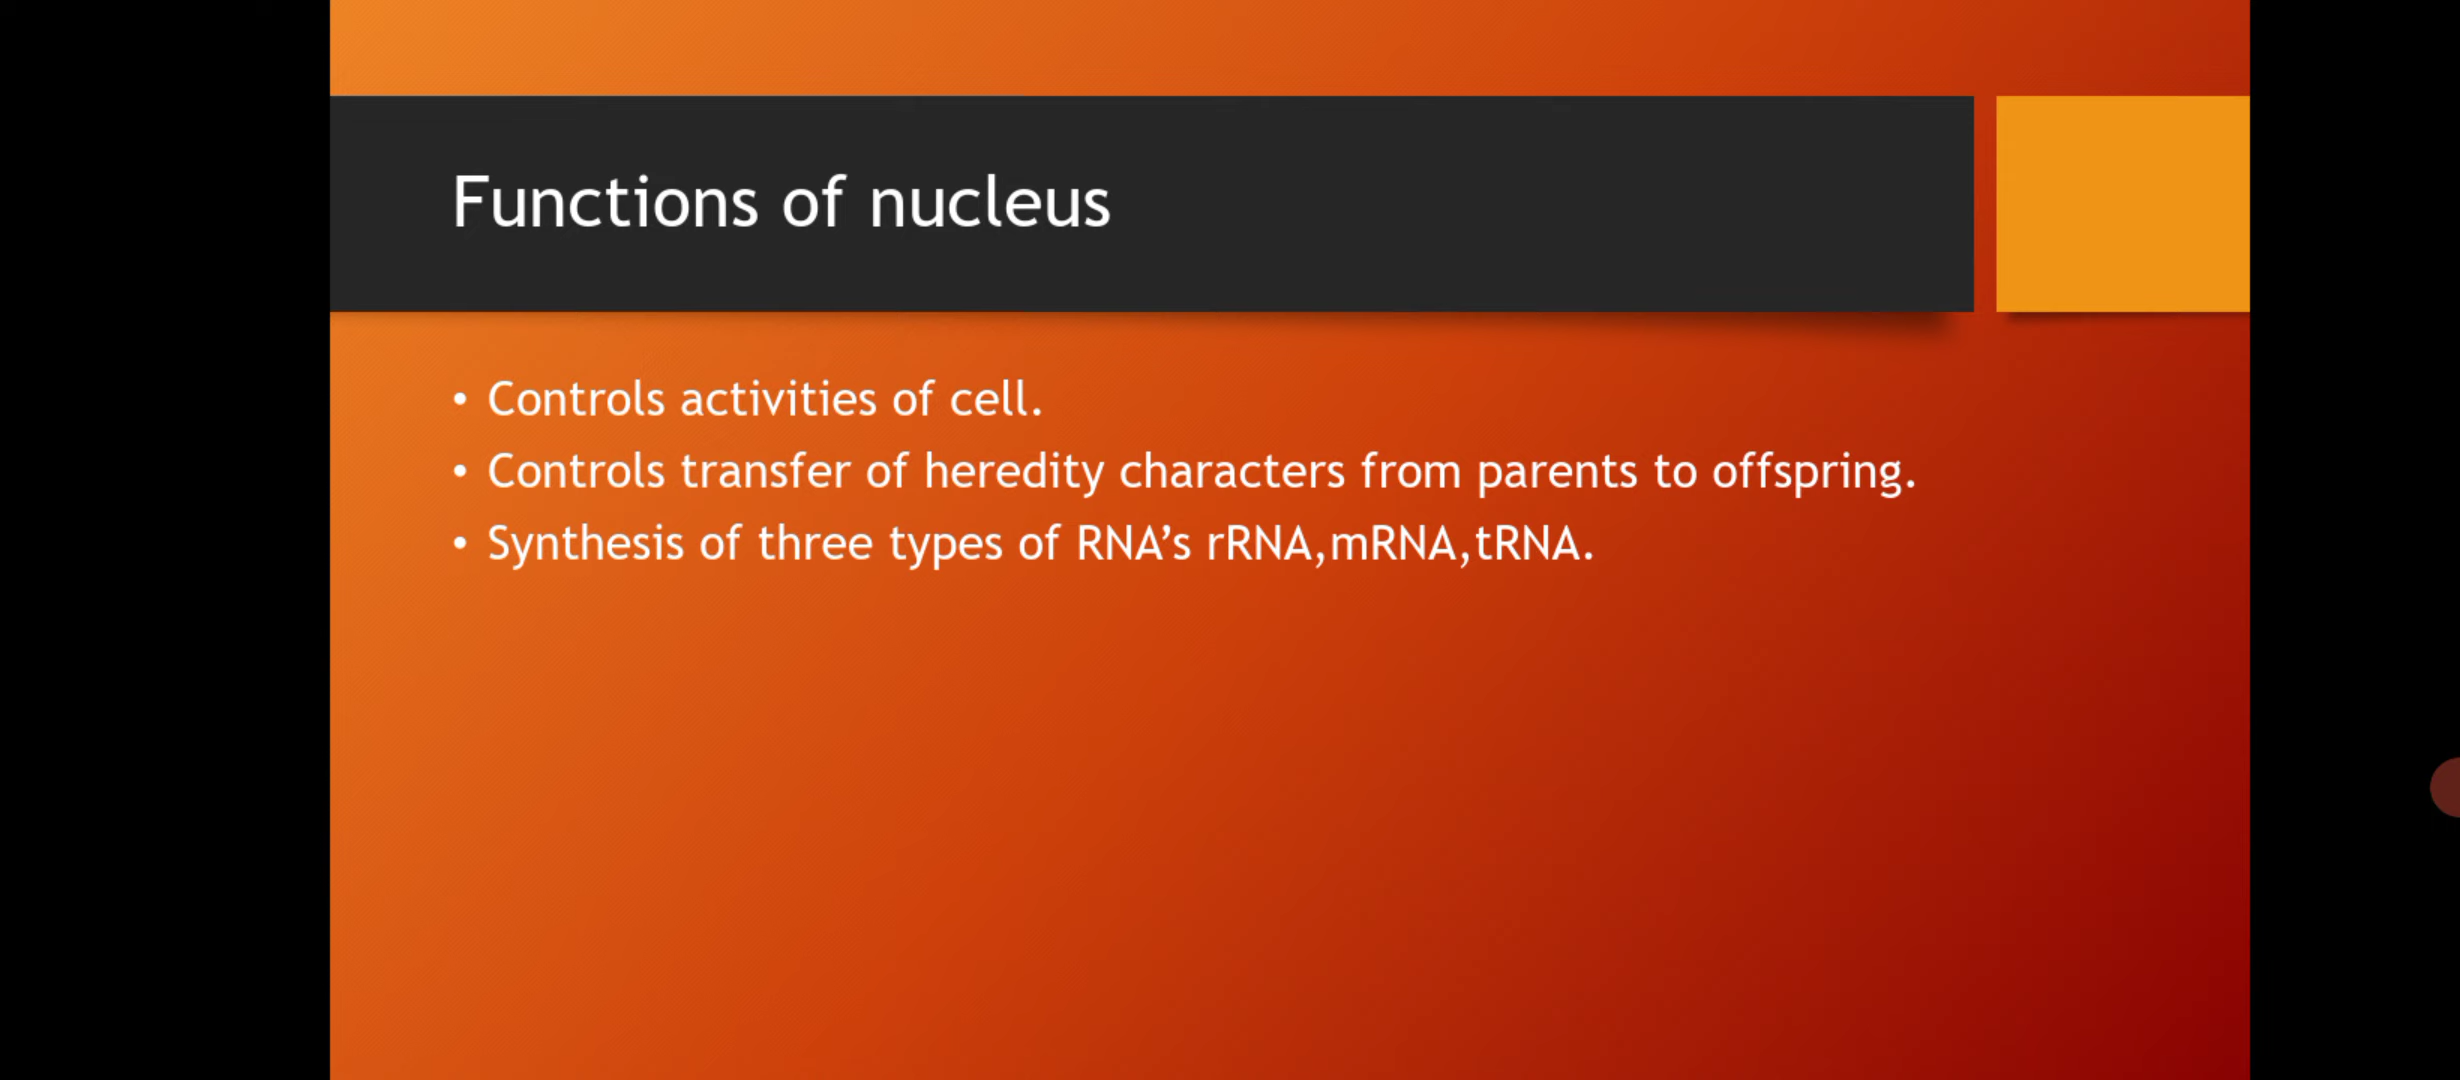 Functions of nucleus
• Controls activities of cell.
• Controls transfer of heredity characters from parents to offspring.
• Synthesis of three types of RNA’s rRNA,mRNA,tRNA.